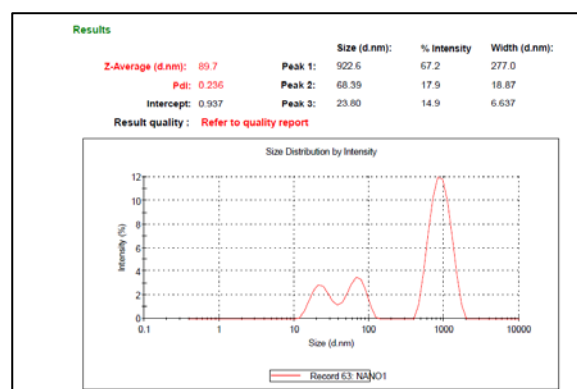 Results
Size (d.nm): % Intensity Width (d.nm):
Z-Average (d.nm): 89.7 Peak 1: 922.6 67.2 277.0
PdI: 0.236 Peak 2: 68.39 17.9 18.87
Intercept: 0.937 Peak 3: 23.80 14.9 6.637
Result quality : Refer to quality report
Size Distribution by Intensity
12
10
8
6
4
2
0
Intensity (%)
0.1 1 10 100 1000 10000
Size (d.nm)
Record 63: NANO1